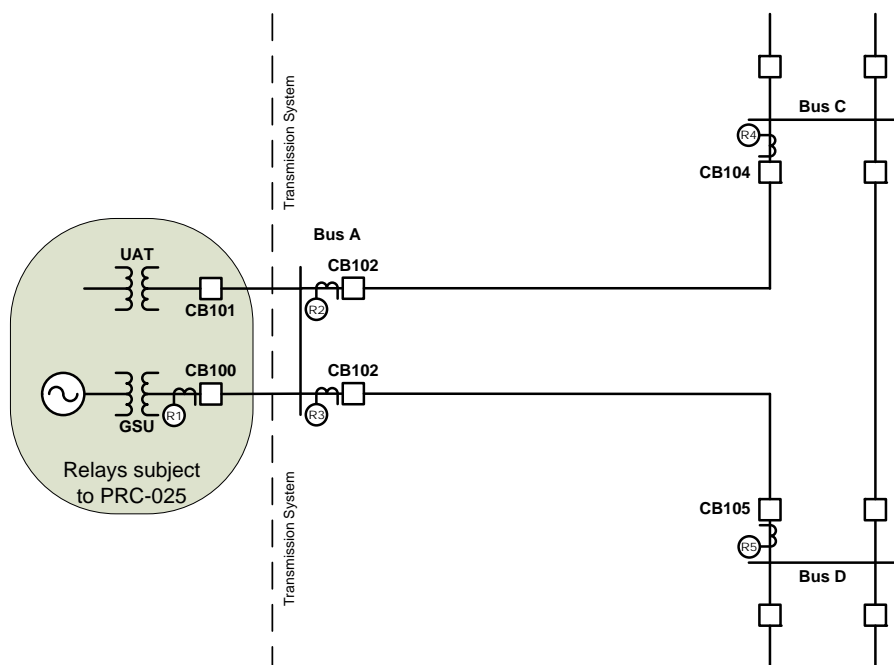 Transmission System
Bus C
R4
CB104
Bus A
UAT
CB102
CB101
R2
CB100
CB102
R1
R3
GSU
Relays subject
to PRC-025
Transmission System
CB105
R5
Bus D